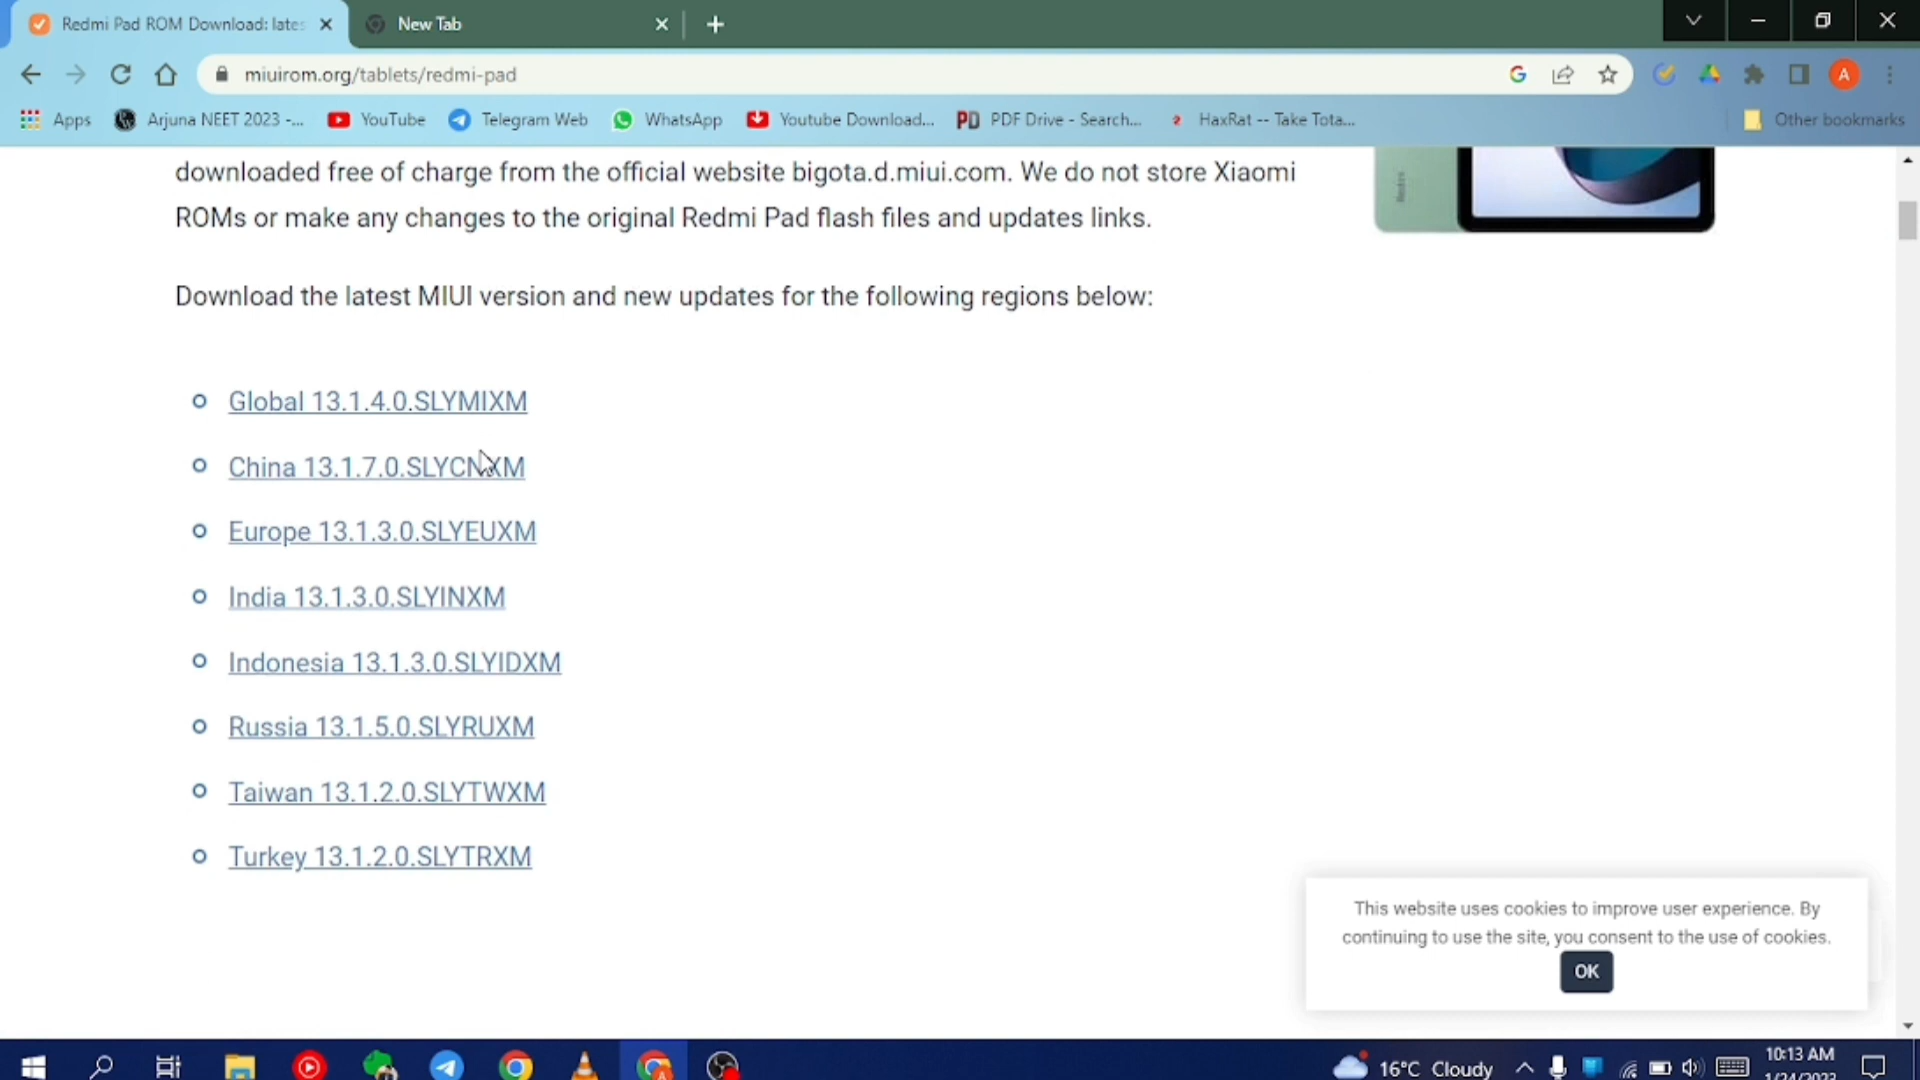 Redmi Pad ROM Download: lates
New Tab
miuirom.org/tablets/redmi-pad
A
Apps
Arjuna NEET 2023 -...
YouTube
Telegram Web
WhatsApp
Youtube Download...
PD
PDF Drive - Search...
HaxRat -- Take Tota...
Other bookmarks
downloaded free of charge from the official website bigota.d.miui.com. We do not store Xiaomi
ROMs or make any changes to the original Redmi Pad flash files and updates links.
Redmi
Download the latest MIUI version and new updates for the following regions below:
Global 13.1.4.0.SLYMIXM
China 13.1.7.0.SLYCNXM
Europe 13.1.3.0.SLYEUXM
India 13.1.3.0.SLYINXM
Indonesia 13.1.3.0.SLYIDXM
Russia 13.1.5.0.SLYRUXM
Taiwan 13.1.2.0.SLYTWXM
Turkey 13.1.2.0.SLYTRXM
This website uses cookies to improve user experience. By
continuing to use the site, you consent to the use of cookies.
OK
16°C Cloudy
10:13 AM
1/24/2023